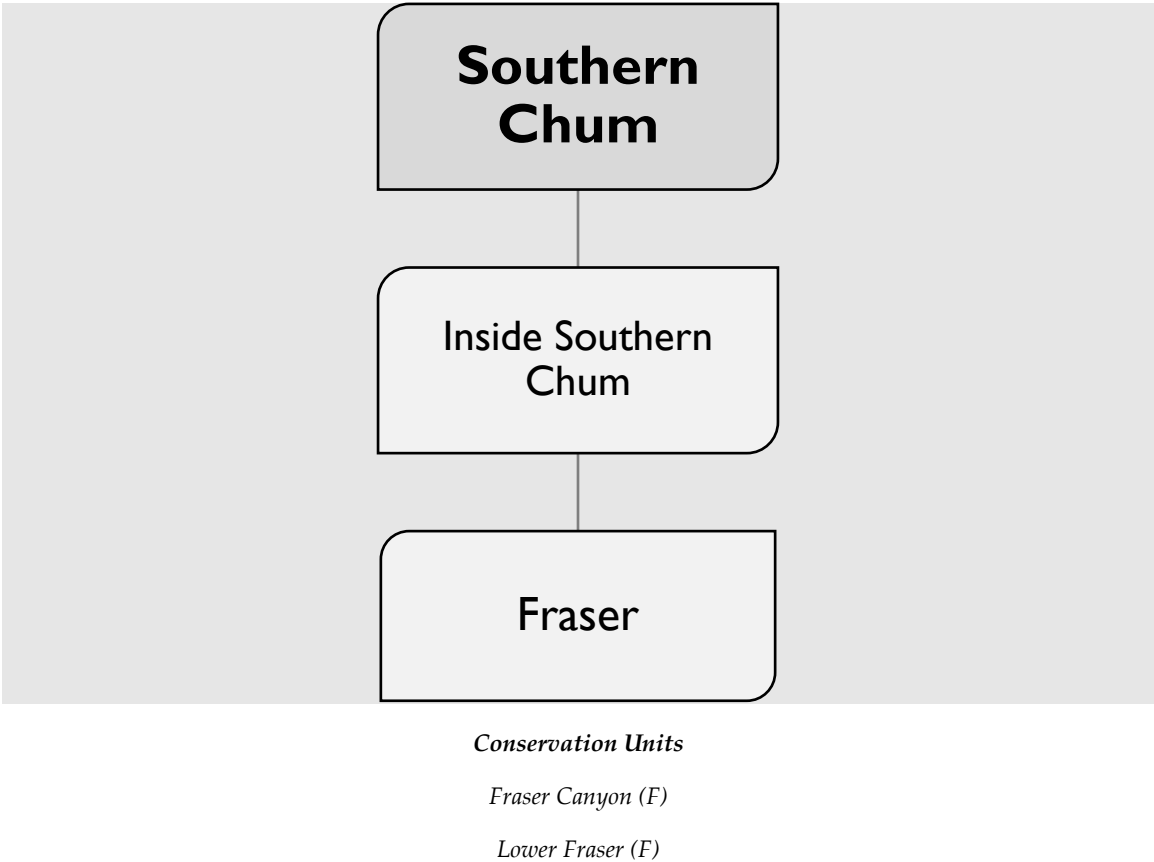 Southern
Chum
Inside Southern
Chum
Fraser
Conservation Units
Fraser Canyon (F)
Lower Fraser (F)